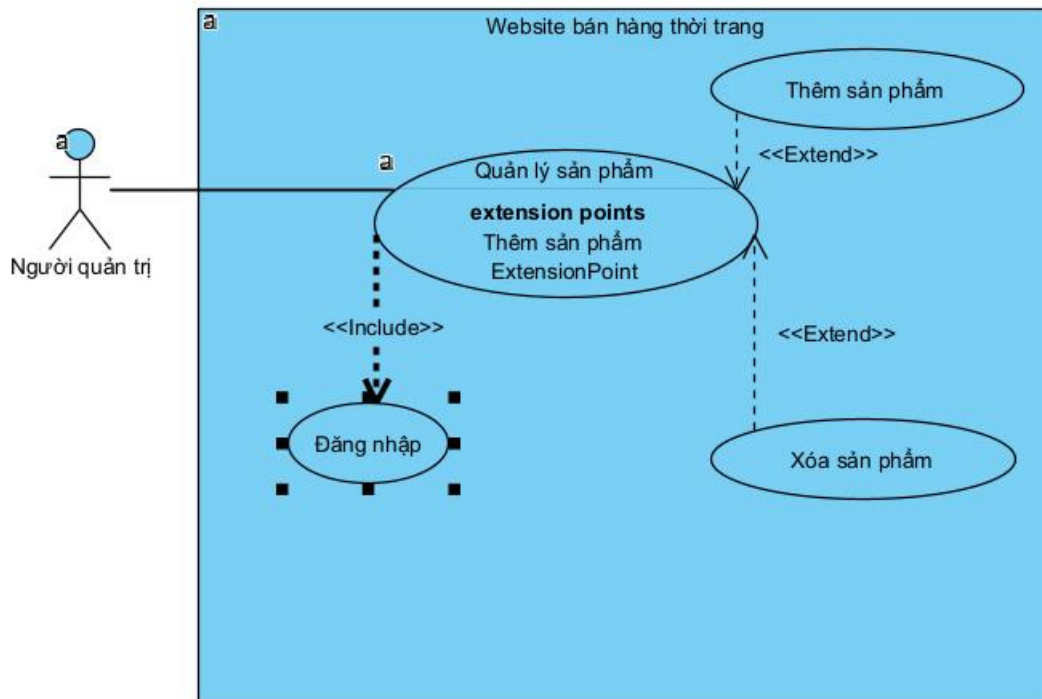 a
Website bán hàng thời trang
Thêm sản phẩm
<<Extend>>
a
a
Quản lý sản phẩm
extension points
Thêm sản phẩm
ExtensionPoint
Người quản trị
<<Include>>
<<Extend>>
Đăng nhập
Xóa sản phẩm